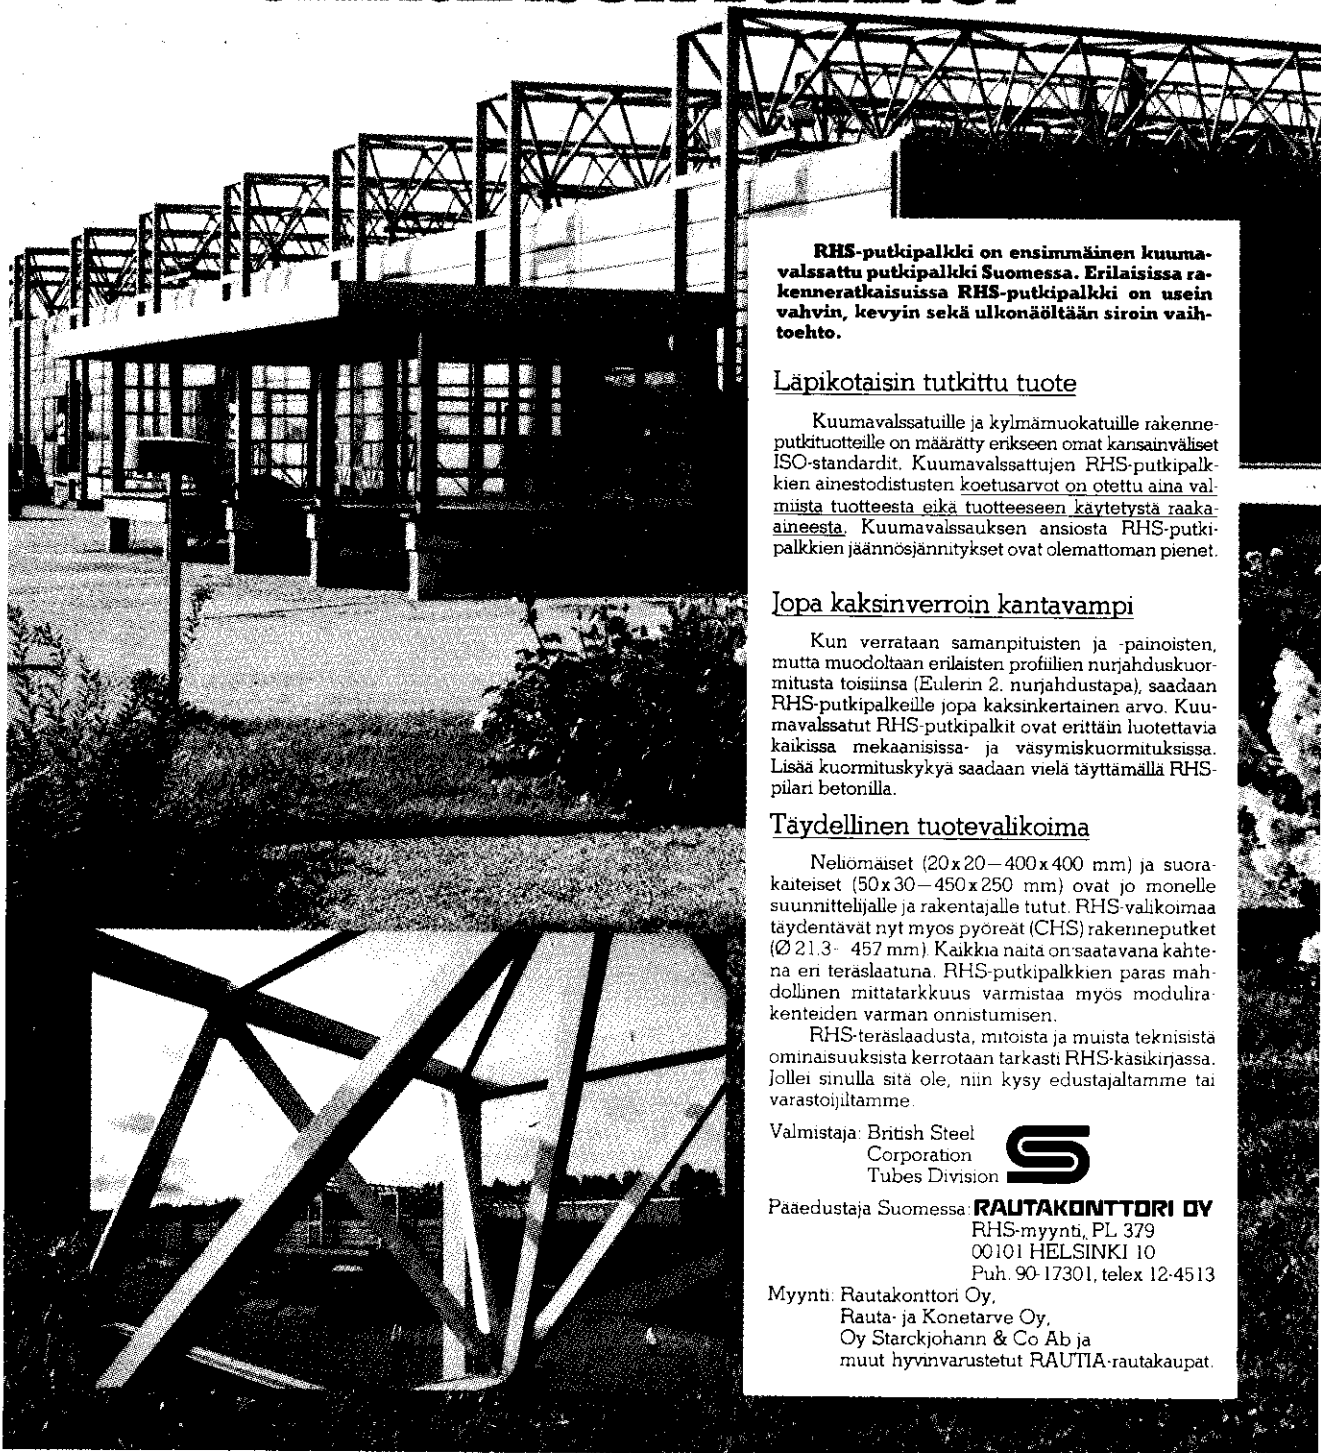 RHS-putkipalkki on ensimmäinen kuuma-
valssattu putkipalkki Suomessa. Erilaisissa ra-
kenneratkaisuissa RHS-putkipalkki on usein
vahvin, kevyin sekä ulkonäöltään siroin vaih-
toehto.
Läpikotaisin tutkittu tuote
Kuumavalssatuille ja kylmämuokatuille rakenne-
putkituotteille on määrätty erikseen omat kansainväliset
ISO-standardit. Kuumavalssattujen RHS-putkipalk-
kien ainestodistusten koetusarvot on otettu aina val-
miista tuotteesta eikä tuotteeseen käytetystä raaka-
aineesta. Kuumavalssauksen ansiosta RHS-putki-
palkkien jäännösjännitykset ovat olemattoman pienet.
Jopa kaksinverroin kantavampi
Kun verrataan samanpituisten ja -painoisten,
mutta muodoltaan erilaisten profiilien nurjahduskuor-
mitusta toisiinsa (Eulerin 2. nurjahdustapa), saadaan
RHS-putkipalkeille jopa kaksinkertainen arvo. Kuu-
mavalssatut RHS-putkipalkit ovat erittäin luotettavia
kaikissa mekaanisissa- ja väsymiskuormituksissa.
Lisää kuormituskykyä saadaan vielä täyttämällä RHS-
pilari betonilla.
Täydellinen tuotevalikoima
Neliömäiset (20x20—400x400 mm) ja suora-
kaiteiset (50x30—450x250 mm) ovat jo monelle
suunnittelijalle ja rakentajalle tutut. RHS-valikoimaa
täydentävät nyt myos pyöreät (CHS) rakenneputket
(Ø 21.3- 457 mm). Kaikkia naitä on saatavana kahte-
na eri teräslaatuna. RHS-putkipalkkien paras mah-
dollinen mittatarkkuus varmistaa myös modulira-
kenteiden varman onnistumisen.
RHS-teräslaadusta, mitoista ja muista teknisistä
ominaisuuksista kerrotaan tarkasti RHS-käsikirjassa.
Jollei sinulla sitä ole, niin kysy edustajaltamme tai
varastoijiltamme.
Valmistaja: British Steel
Corporation
Tubes Division
Pääedustaja Suomessa: RAUTAKONTTORI OY
RHS-myynti, PL 379
00101 HELSINKI 10
Puh. 90-17301, telex 12-4513
Myynti: Rautakonttori Oy,
Rauta- ja Konetarve Oy,
Oy Starckjohann & Co Ab ja
muut hyvinvarustetut RAUTIA-rautakaupat.